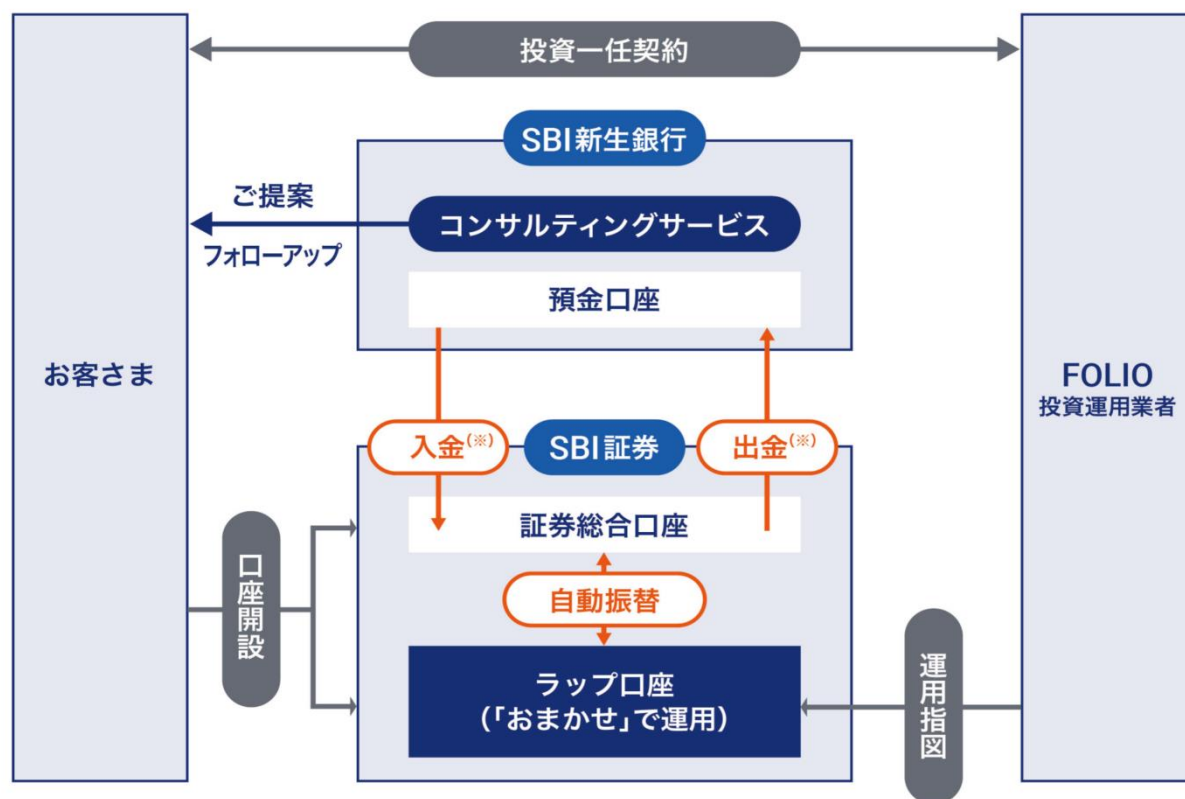 投資一任契約
SBI新生銀行
ご提案
フォローアップ
コンサルティングサービス
預金口座
お客さま
FOLIO
投資運用業者
入金(※)
SBI証券
出金(※)
証券総合口座
口座開設
自動振替
ラップ口座
(「おまかせ」で運用)
運用指図